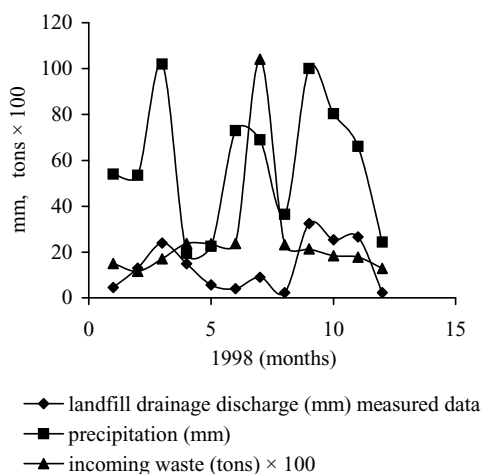 120
100
80
60
40
20
0
mm, tons × 100
0 5 10 15
1998 (months)
landfill drainage discharge (mm) measured data
precipitation (mm)
incoming waste (tons) × 100